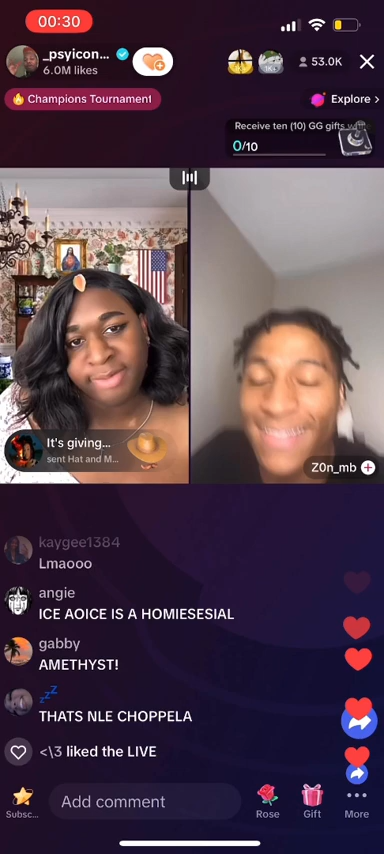 00:30
_psyicon...
6.0M likes
53.0K
Champions Tournament
Explore >
Receive ten (10) GG gifts
0/10
It's giving...
sent Hat and M...
Z0n_mb
kaygee1384
Lmaooo
angie
ICE AOICE IS A HOMIESESIAL
gabby
AMETHYST!
💤
THATS NLE CHOPPELA
<\3 liked the LIVE
Subsc...
Add comment
Rose
Gift
More